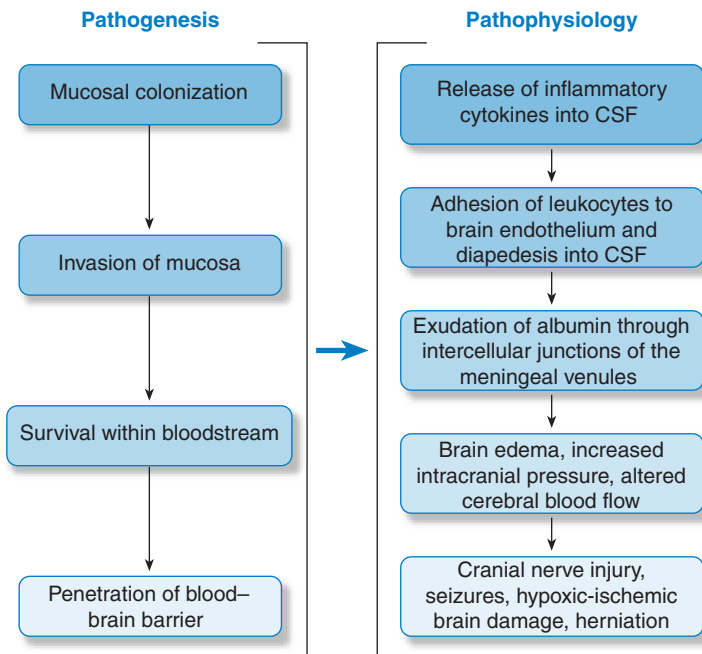 Pathogenesis
Mucosal colonization
Invasion of mucosa
Survival within bloodstream
Penetration of blood–
brain barrier
Pathophysiology
Release of inflammatory
cytokines into CSF
Adhesion of leukocytes to
brain endothelium and
diapedesis into CSF
Exudation of albumin through
intercellular junctions of the
meningeal venules
Brain edema, increased
intracranial pressure, altered
cerebral blood flow
Cranial nerve injury,
seizures, hypoxic-ischemic
brain damage, herniation